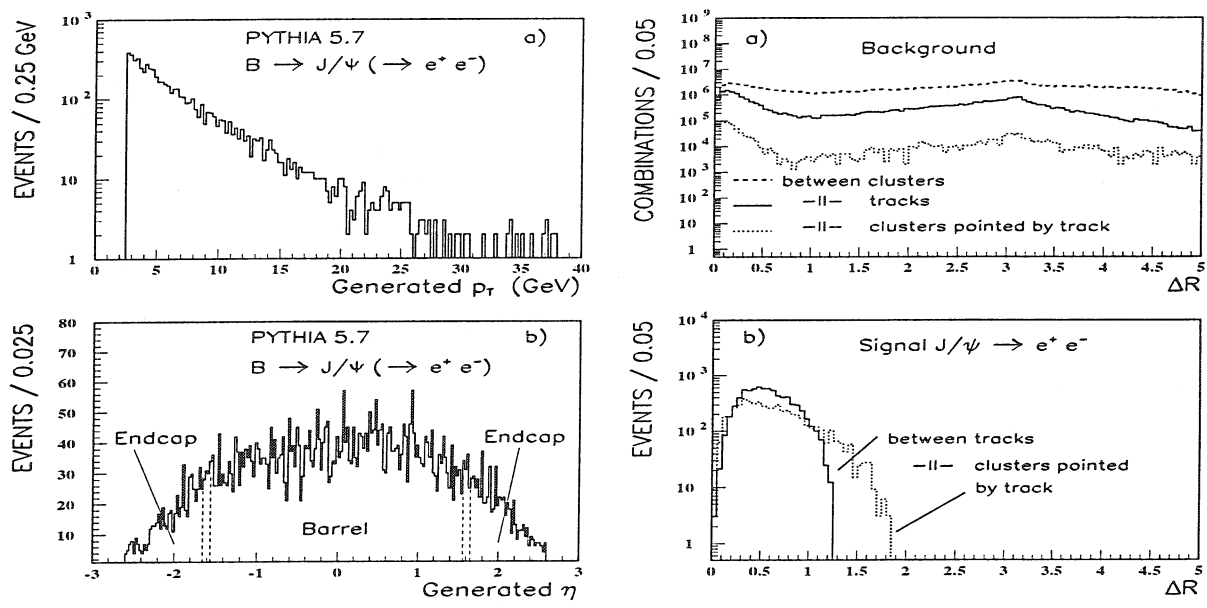 EVENTS / 0.25 GeV
10³
10²
10
1
PYTHIA 5.7
a)
B → J/Ψ ( → e⁺ e⁻)
0 5 10 15 20 25 30 35 40
Generated p_T (GeV)
EVENTS / 0.025
80
70
60
50
40
30
20
10
PYTHIA 5.7
b)
B → J/Ψ ( → e⁺ e⁻)
Endcap
Endcap
Barrel
-3 -2 -1 0 1 2 3
Generated η
COMBINATIONS / 0.05
10⁹
10⁸
10⁷
10⁶
10⁵
10⁴
10³
10²
10
1
a)
Background
between clusters
-II- tracks
-II- clusters pointed by track
0 0.5 1 1.5 2 2.5 3 3.5 4 4.5 5
ΔR
EVENTS / 0.05
10⁴
10³
10²
10
1
b)
Signal J/ψ → e⁺ e⁻
between tracks
-II- clusters pointed
by track
0 0.5 1 1.5 2 2.5 3 3.5 4 4.5 5
ΔR